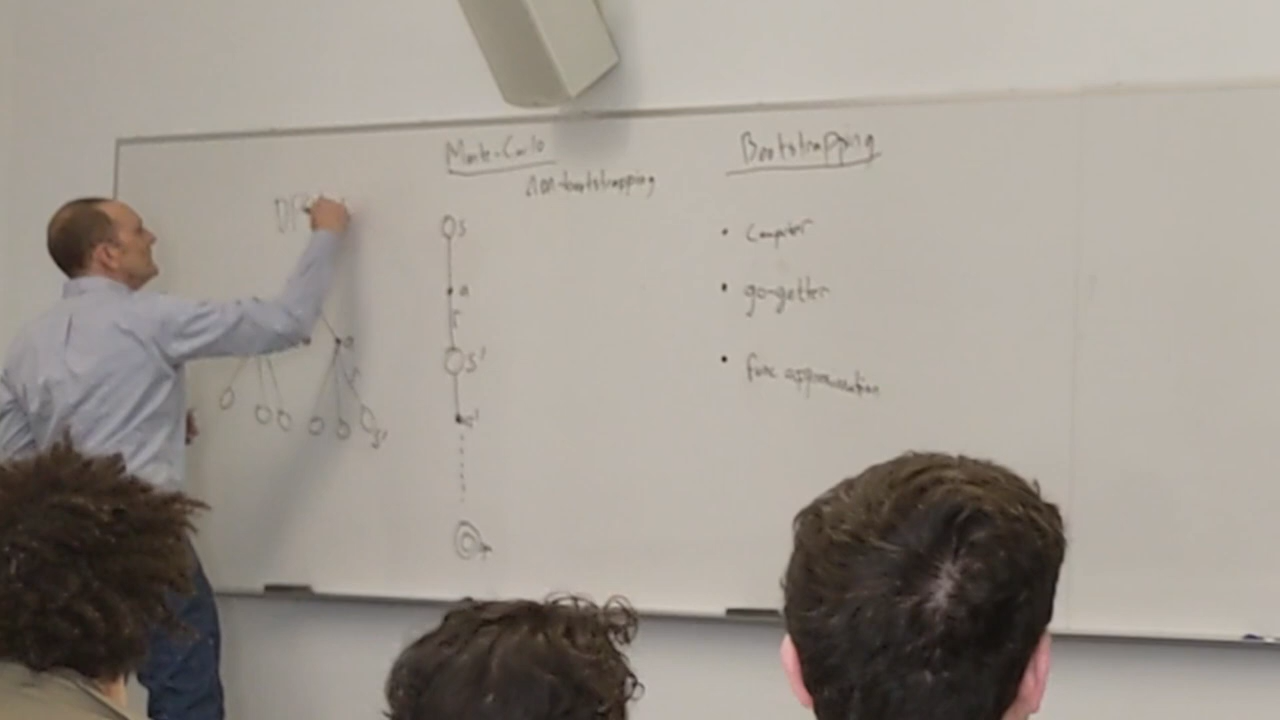 Monte-Carlo
non-bootstrapping
s
a
r
s'
a'
a
r
s'
Bootstrapping
• Computer
• go-getter
• func approximation